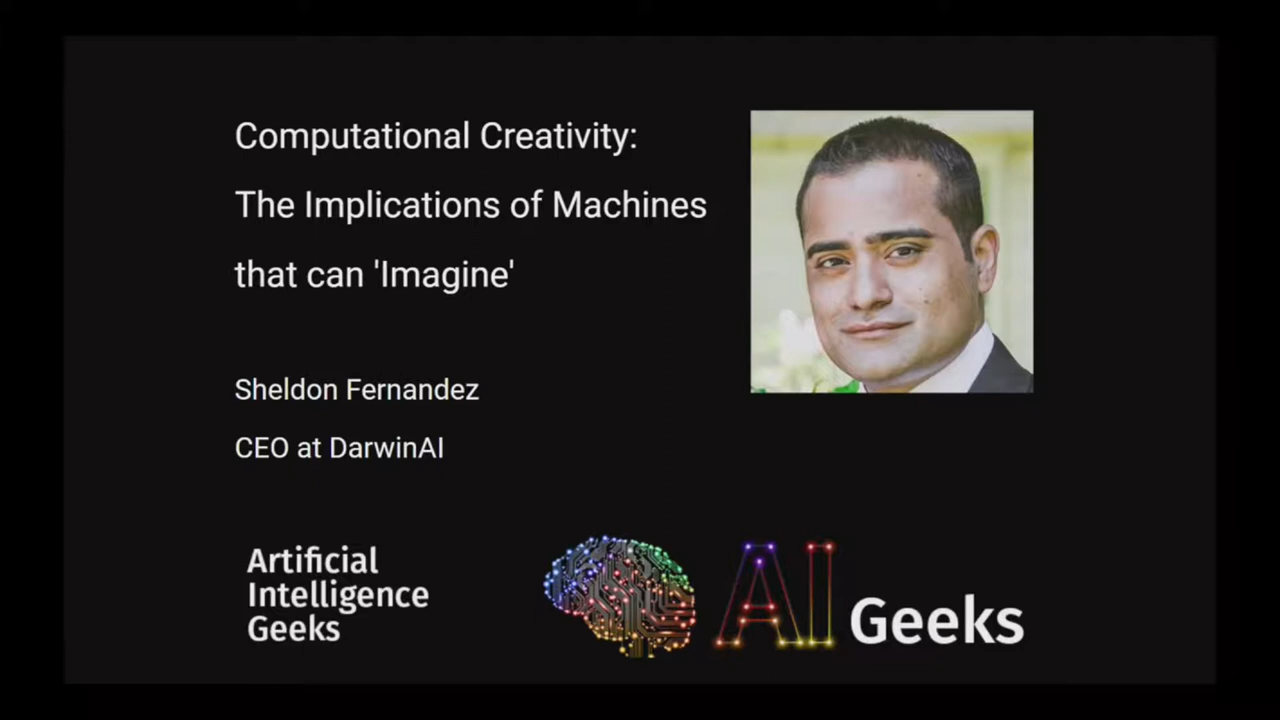 Computational Creativity:
The Implications of Machines
that can 'Imagine'
Sheldon Fernandez
CEO at DarwinAI
Artificial
Intelligence
Geeks
AI Geeks